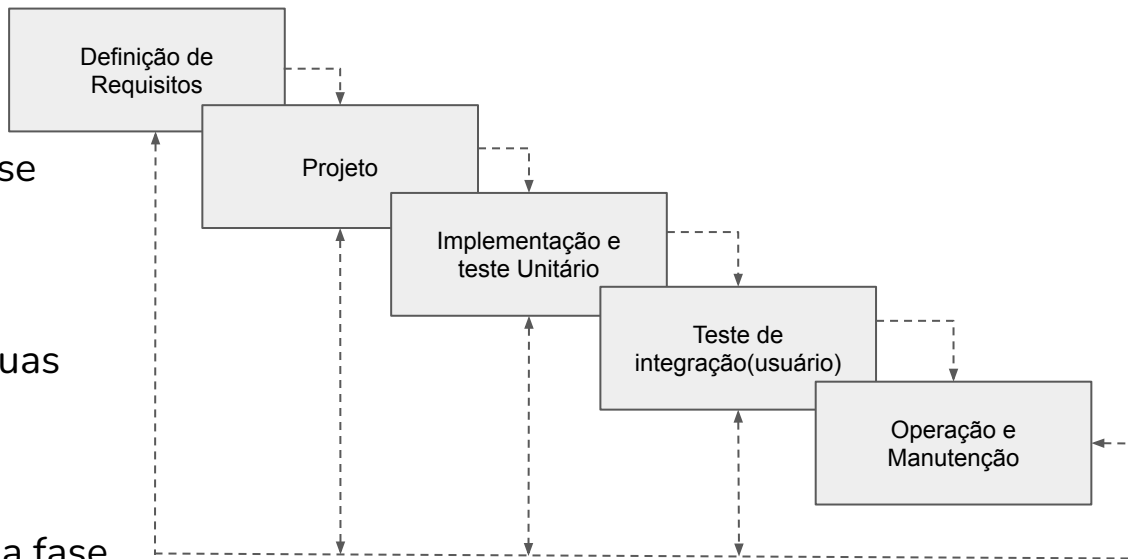 Definição de
Requisitos
se
Projeto
Implementação e
teste Unitário
Teste de
integração(usuário)
uas
Operação e
Manutenção
a fase